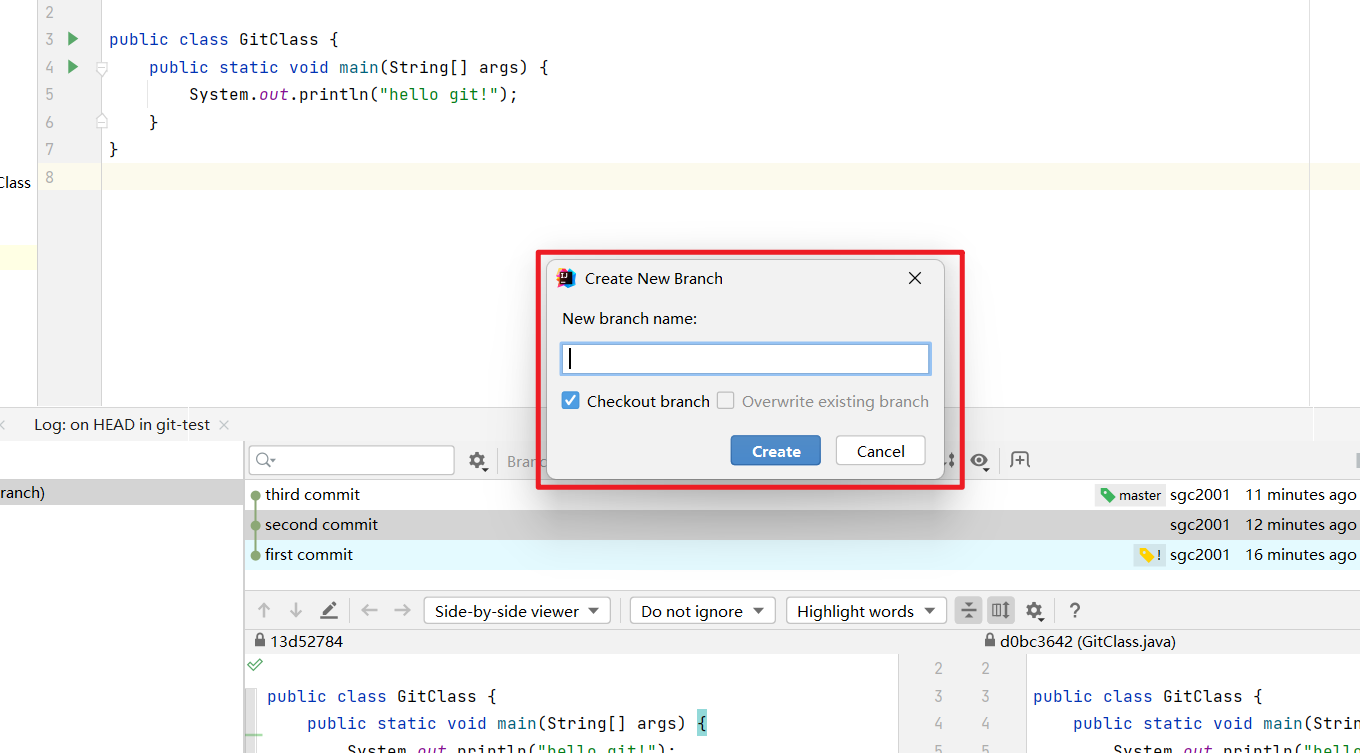 2
3 public class GitClass {
4 public static void main(String[] args) {
5 System.out.println("hello git!");
6 }
7 }
Class 8
Create New Branch
New branch name:
Checkout branch Overwrite existing branch
Create Cancel
Log: on HEAD in git-test
Branc
ranch)
third commit master sgc2001 11 minutes ago
second commit sgc2001 12 minutes ago
first commit ! sgc2001 16 minutes ago
Side-by-side viewer Do not ignore Highlight words ?
13d52784 d0bc3642 (GitClass.java)
2 2
public class GitClass { 3 3 public class GitClass {
public static void main(String[] args) { 4 4 public static void main(Strin
System.out.println("hello git!"); 5 5 System.out.println("hello